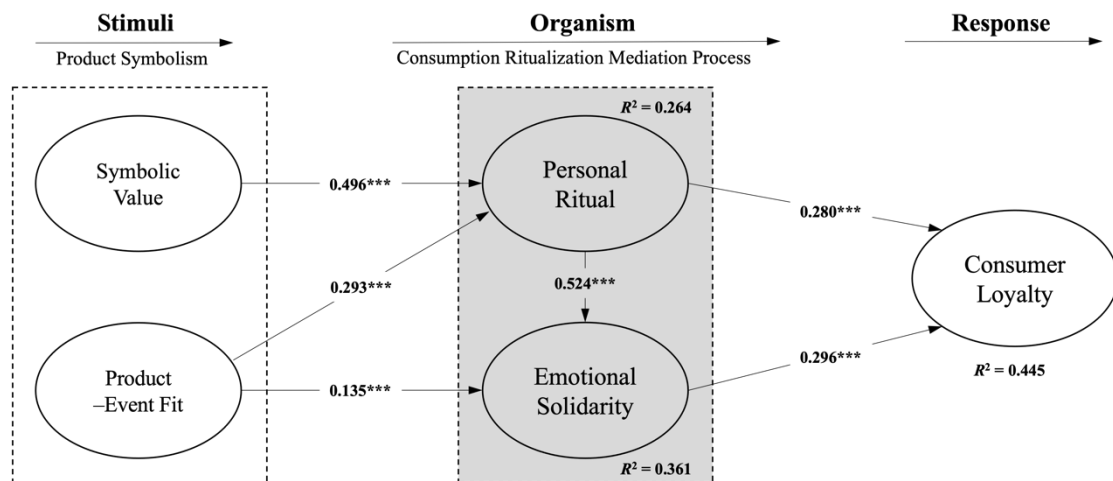 Stimuli
Product Symbolism
Organism
Consumption Ritualization Mediation Process
Response
R² = 0.264
Symbolic
Value
0.496***
Personal
Ritual
0.280***
0.293***
0.524***
Consumer
Loyalty
Product
–Event Fit
0.135***
Emotional
Solidarity
0.296***
R² = 0.445
R² = 0.361